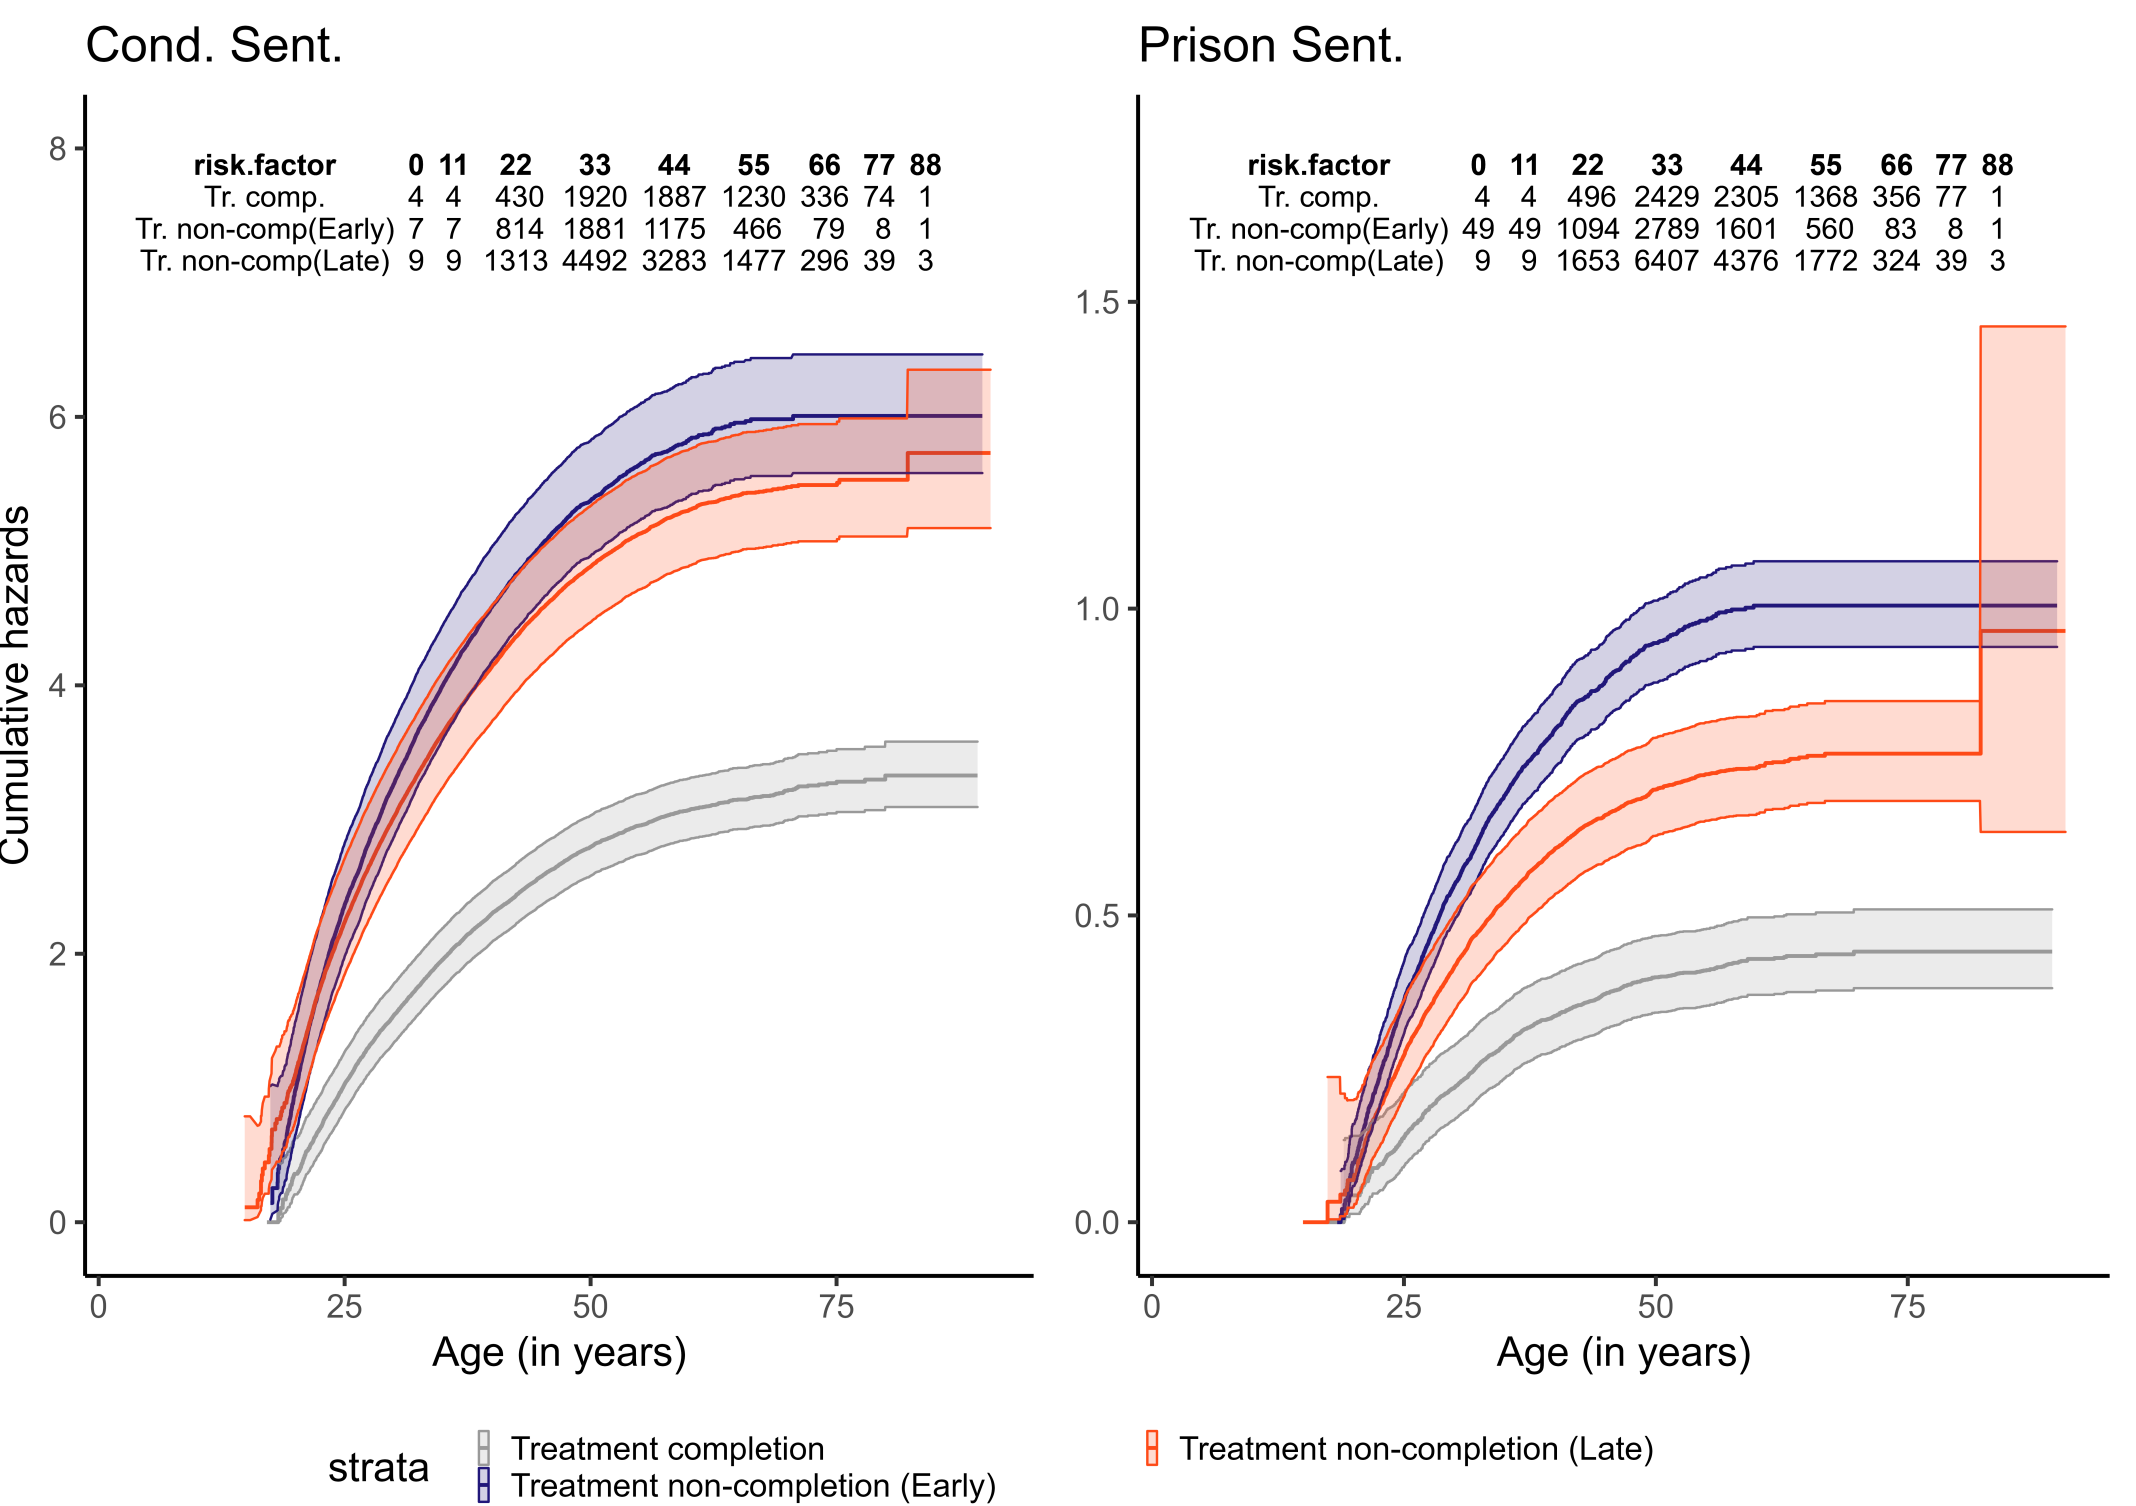 Cond. Sent.
Prison Sent.
risk.factor 0 11 22 33 44 55 66 77 88
Tr. comp. 4 4 430 1920 1887 1230 336 74 1
Tr. non-comp(Early) 7 7 814 1881 1175 466 79 8 1
Tr. non-comp(Late) 9 9 1313 4492 3283 1477 296 39 3
risk.factor 0 11 22 33 44 55 66 77 88
Tr. comp. 4 4 496 2429 2305 1368 356 77 1
Tr. non-comp(Early) 49 49 1094 2789 1601 560 83 8 1
Tr. non-comp(Late) 9 9 1653 6407 4376 1772 324 39 3
Cumulative hazards
8
6
4
2
0
0 25 50 75
Age (in years)
1.5
1.0
0.5
0.0
0 25 50 75
Age (in years)
strata
Treatment completion
Treatment non-completion (Early)
Treatment non-completion (Late)